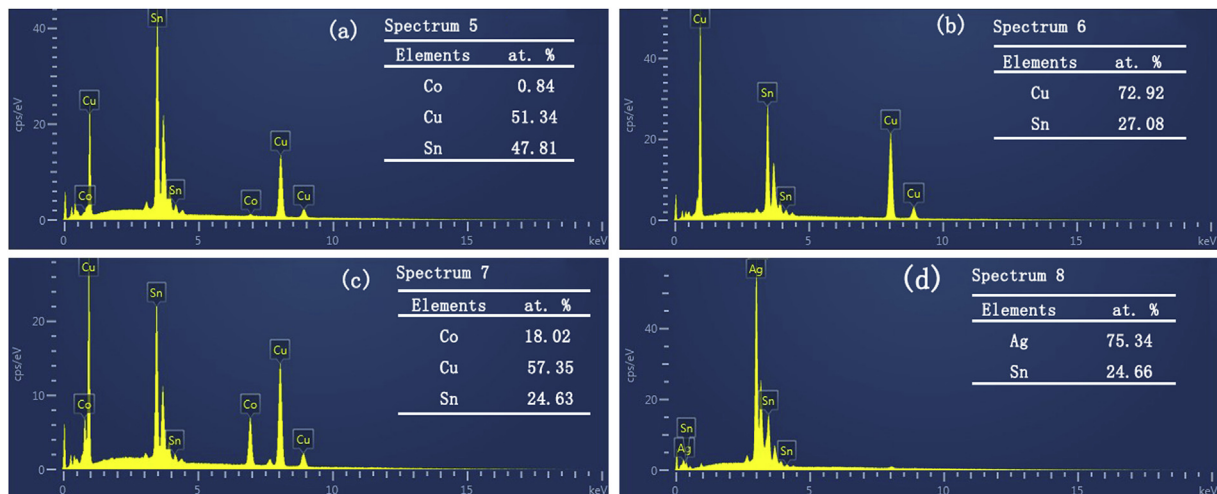 (a)
Spectrum 5
Elements at. %
Co 0.84
Cu 51.34
Sn 47.81
cps/eV
40
20
0
Sn
Cu
Co
Sn
Co
Cu
Cu
0 5 10 15 keV
(b)
Spectrum 6
Elements at. %
Cu 72.92
Sn 27.08
cps/eV
40
20
0
Cu
Sn
Sn
Cu
Cu
0 5 10 15 keV
(c)
Spectrum 7
Elements at. %
Co 18.02
Cu 57.35
Sn 24.63
cps/eV
20
10
0
Cu
Sn
Co
Sn
Co
Cu
Cu
0 5 10 15 keV
(d)
Spectrum 8
Elements at. %
Ag 75.34
Sn 24.66
cps/eV
40
20
0
Ag
Sn
Sn
Ag
Sn
0 5 10 15 keV